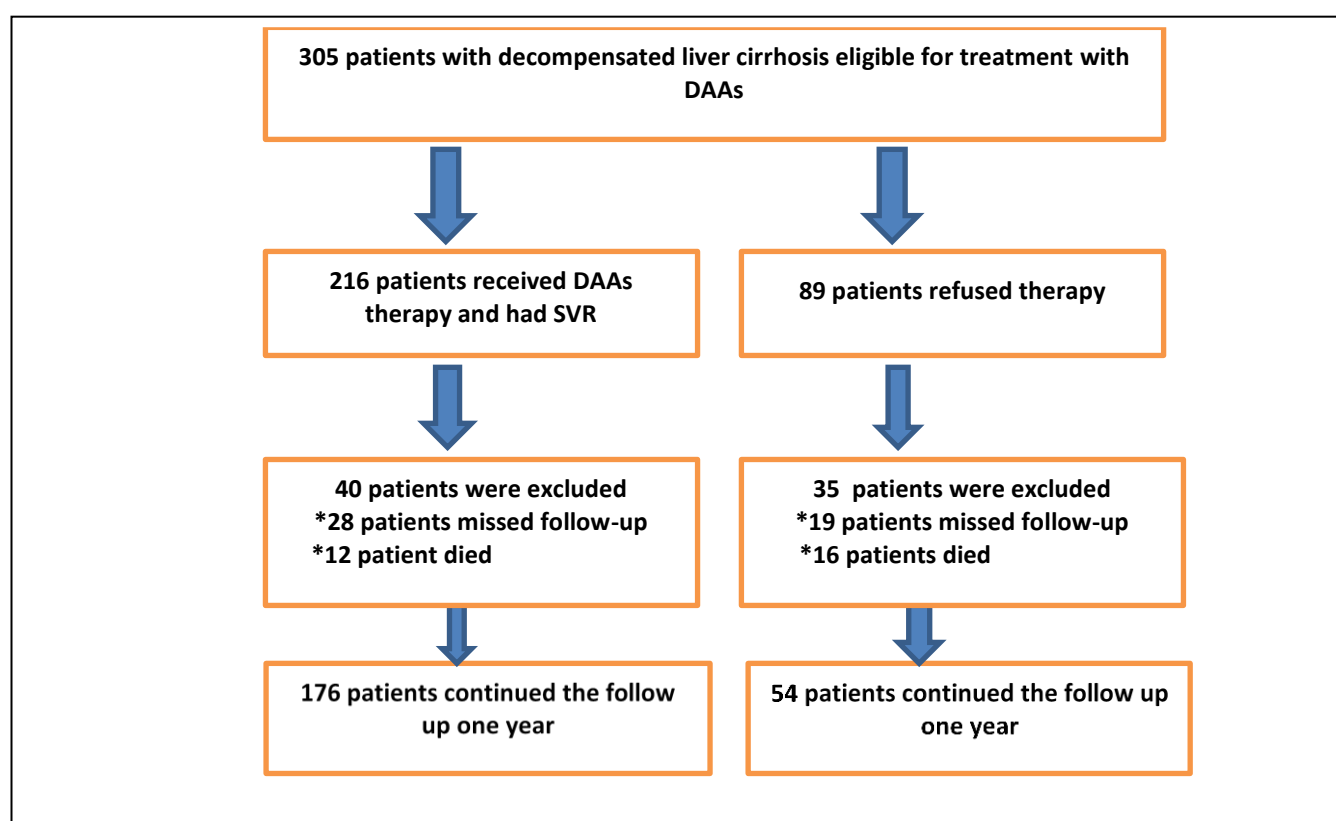 305 patients with decompensated liver cirrhosis eligible for treatment with
DAAs
216 patients received DAAs
therapy and had SVR
89 patients refused therapy
40 patients were excluded
*28 patients missed follow-up
*12 patient died
35 patients were excluded
*19 patients missed follow-up
*16 patients died
176 patients continued the follow
up one year
54 patients continued the follow up
one year